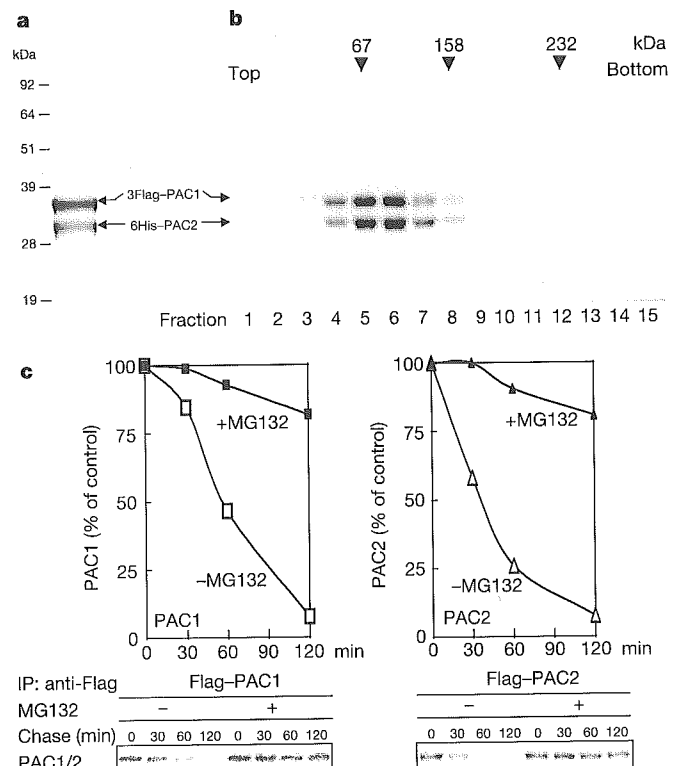 a
b
kDa
92
64
51
39
28
19
3Flag–PAC1
6His–PAC2
67 158 232 kDa
Top
Bottom
Fraction 1 2 3 4 5 6 7 8 9 10 11 12 13 14 15
c
PAC1 (% of control)
100
75
50
25
0
+MG132
–MG132
PAC1
0 30 60 90 120 min
PAC2 (% of control)
100
75
50
25
0
+MG132
–MG132
PAC2
0 30 60 90 120 min
IP: anti-Flag Flag–PAC1 Flag–PAC2
MG132 – + – +
Chase (min) 0 30 60 120 0 30 60 120 0 30 60 120 0 30 60 120
PAC1/2